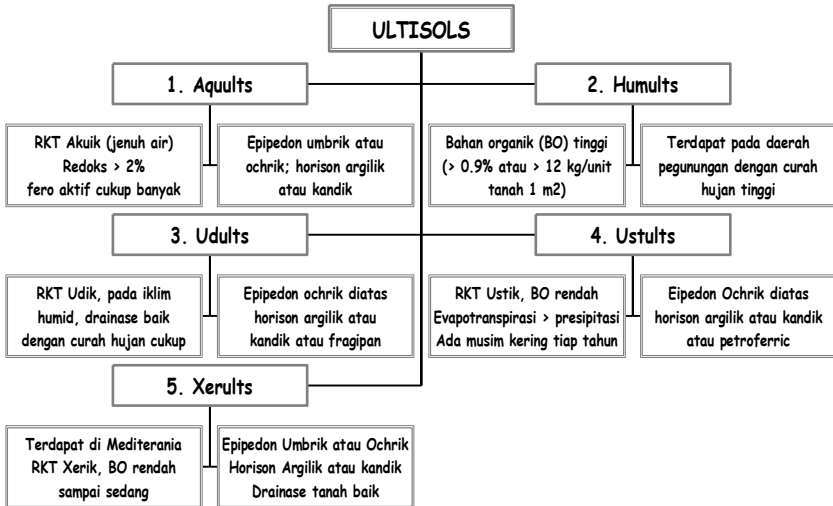 ULTISOLS
1. Aquults
RKT Akuik (jenuh air)
Redoks > 2%
fero aktif cukup banyak
Epipedon umbrik atau
ochrik; horison argilik
atau kandik
2. Humults
Bahan organik (BO) tinggi
(> 0.9% atau > 12 kg/unit
tanah 1 m2)
Terdapat pada daerah
pegunungan dengan curah
hujan tinggi
3. Udults
RKT Udik, pada iklim
humid, drainase baik
dengan curah hujan cukup
Epipedon ochrik diatas
horison argilik atau
kandik atau fragipan
4. Ustults
RKT Ustik, BO rendah
Evapotranspirasi > presipitasi
Ada musim kering tiap tahun
Eipedon Ochrik diatas
horison argilik atau kandik
atau petroferric
5. Xerults
Terdapat di Mediterania
RKT Xerik, BO rendah
sampai sedang
Epipedon Umbrik atau Ochrik
Horison Argilik atau kandik
Drainase tanah baik